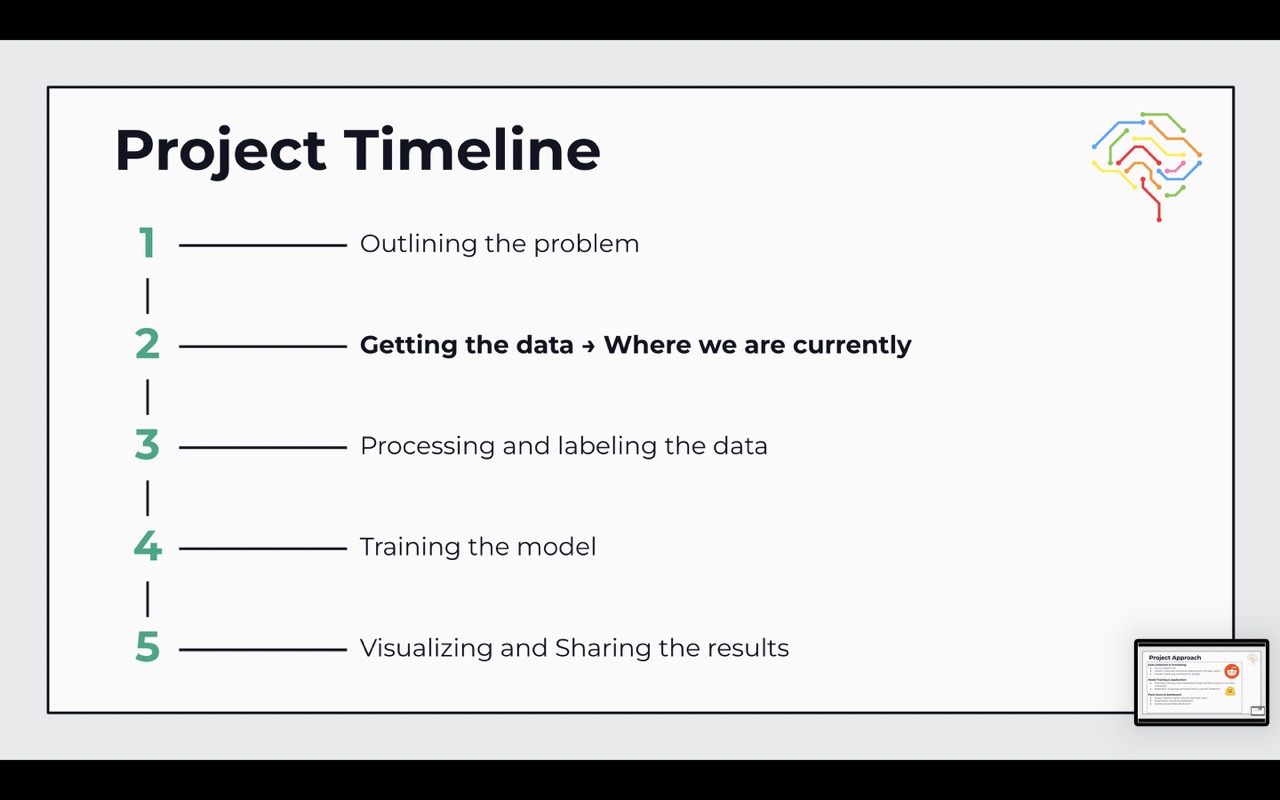 Project Timeline
1 Outlining the problem
2 Getting the data → Where we are currently
3 Processing and labeling the data
4 Training the model
5 Visualizing and Sharing the results
Project Approach